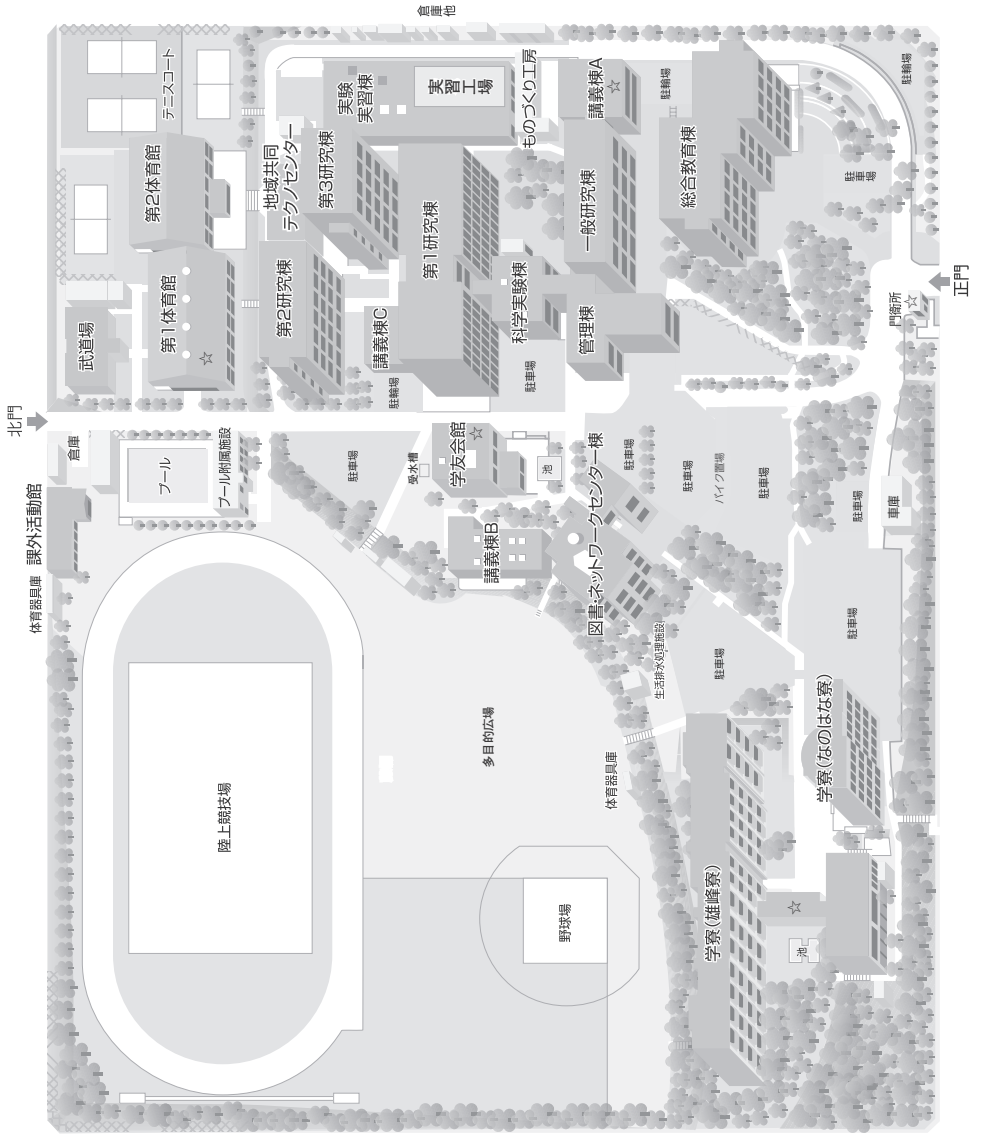 倉庫他
テニスコート
第2体育館
地域共同
テクノセンター
第3研究棟
実験
実習棟
実習工場
ものづくり工房
講義棟A
駐輪場
駐輪場
総合教育棟
一般研究棟
第1研究棟
駐車場
武道場
第1体育館
第2研究棟
講義棟C
駐輪場
科学実験棟
駐車場
管理棟
門衛所
正門
北門
倉庫
課外活動館
体育器具庫
プール
プール附属施設
駐車場
受水槽
学友会館
池
講義棟B
図書・ネットワークセンター棟
駐車場
駐車場
バイク置場
駐車場
駐車場
車庫
駐車場
生活排水処理施設
駐車場
多目的広場
体育器具庫
陸上競技場
野球場
学寮(なのはな寮)
学寮(雄峰寮)
池